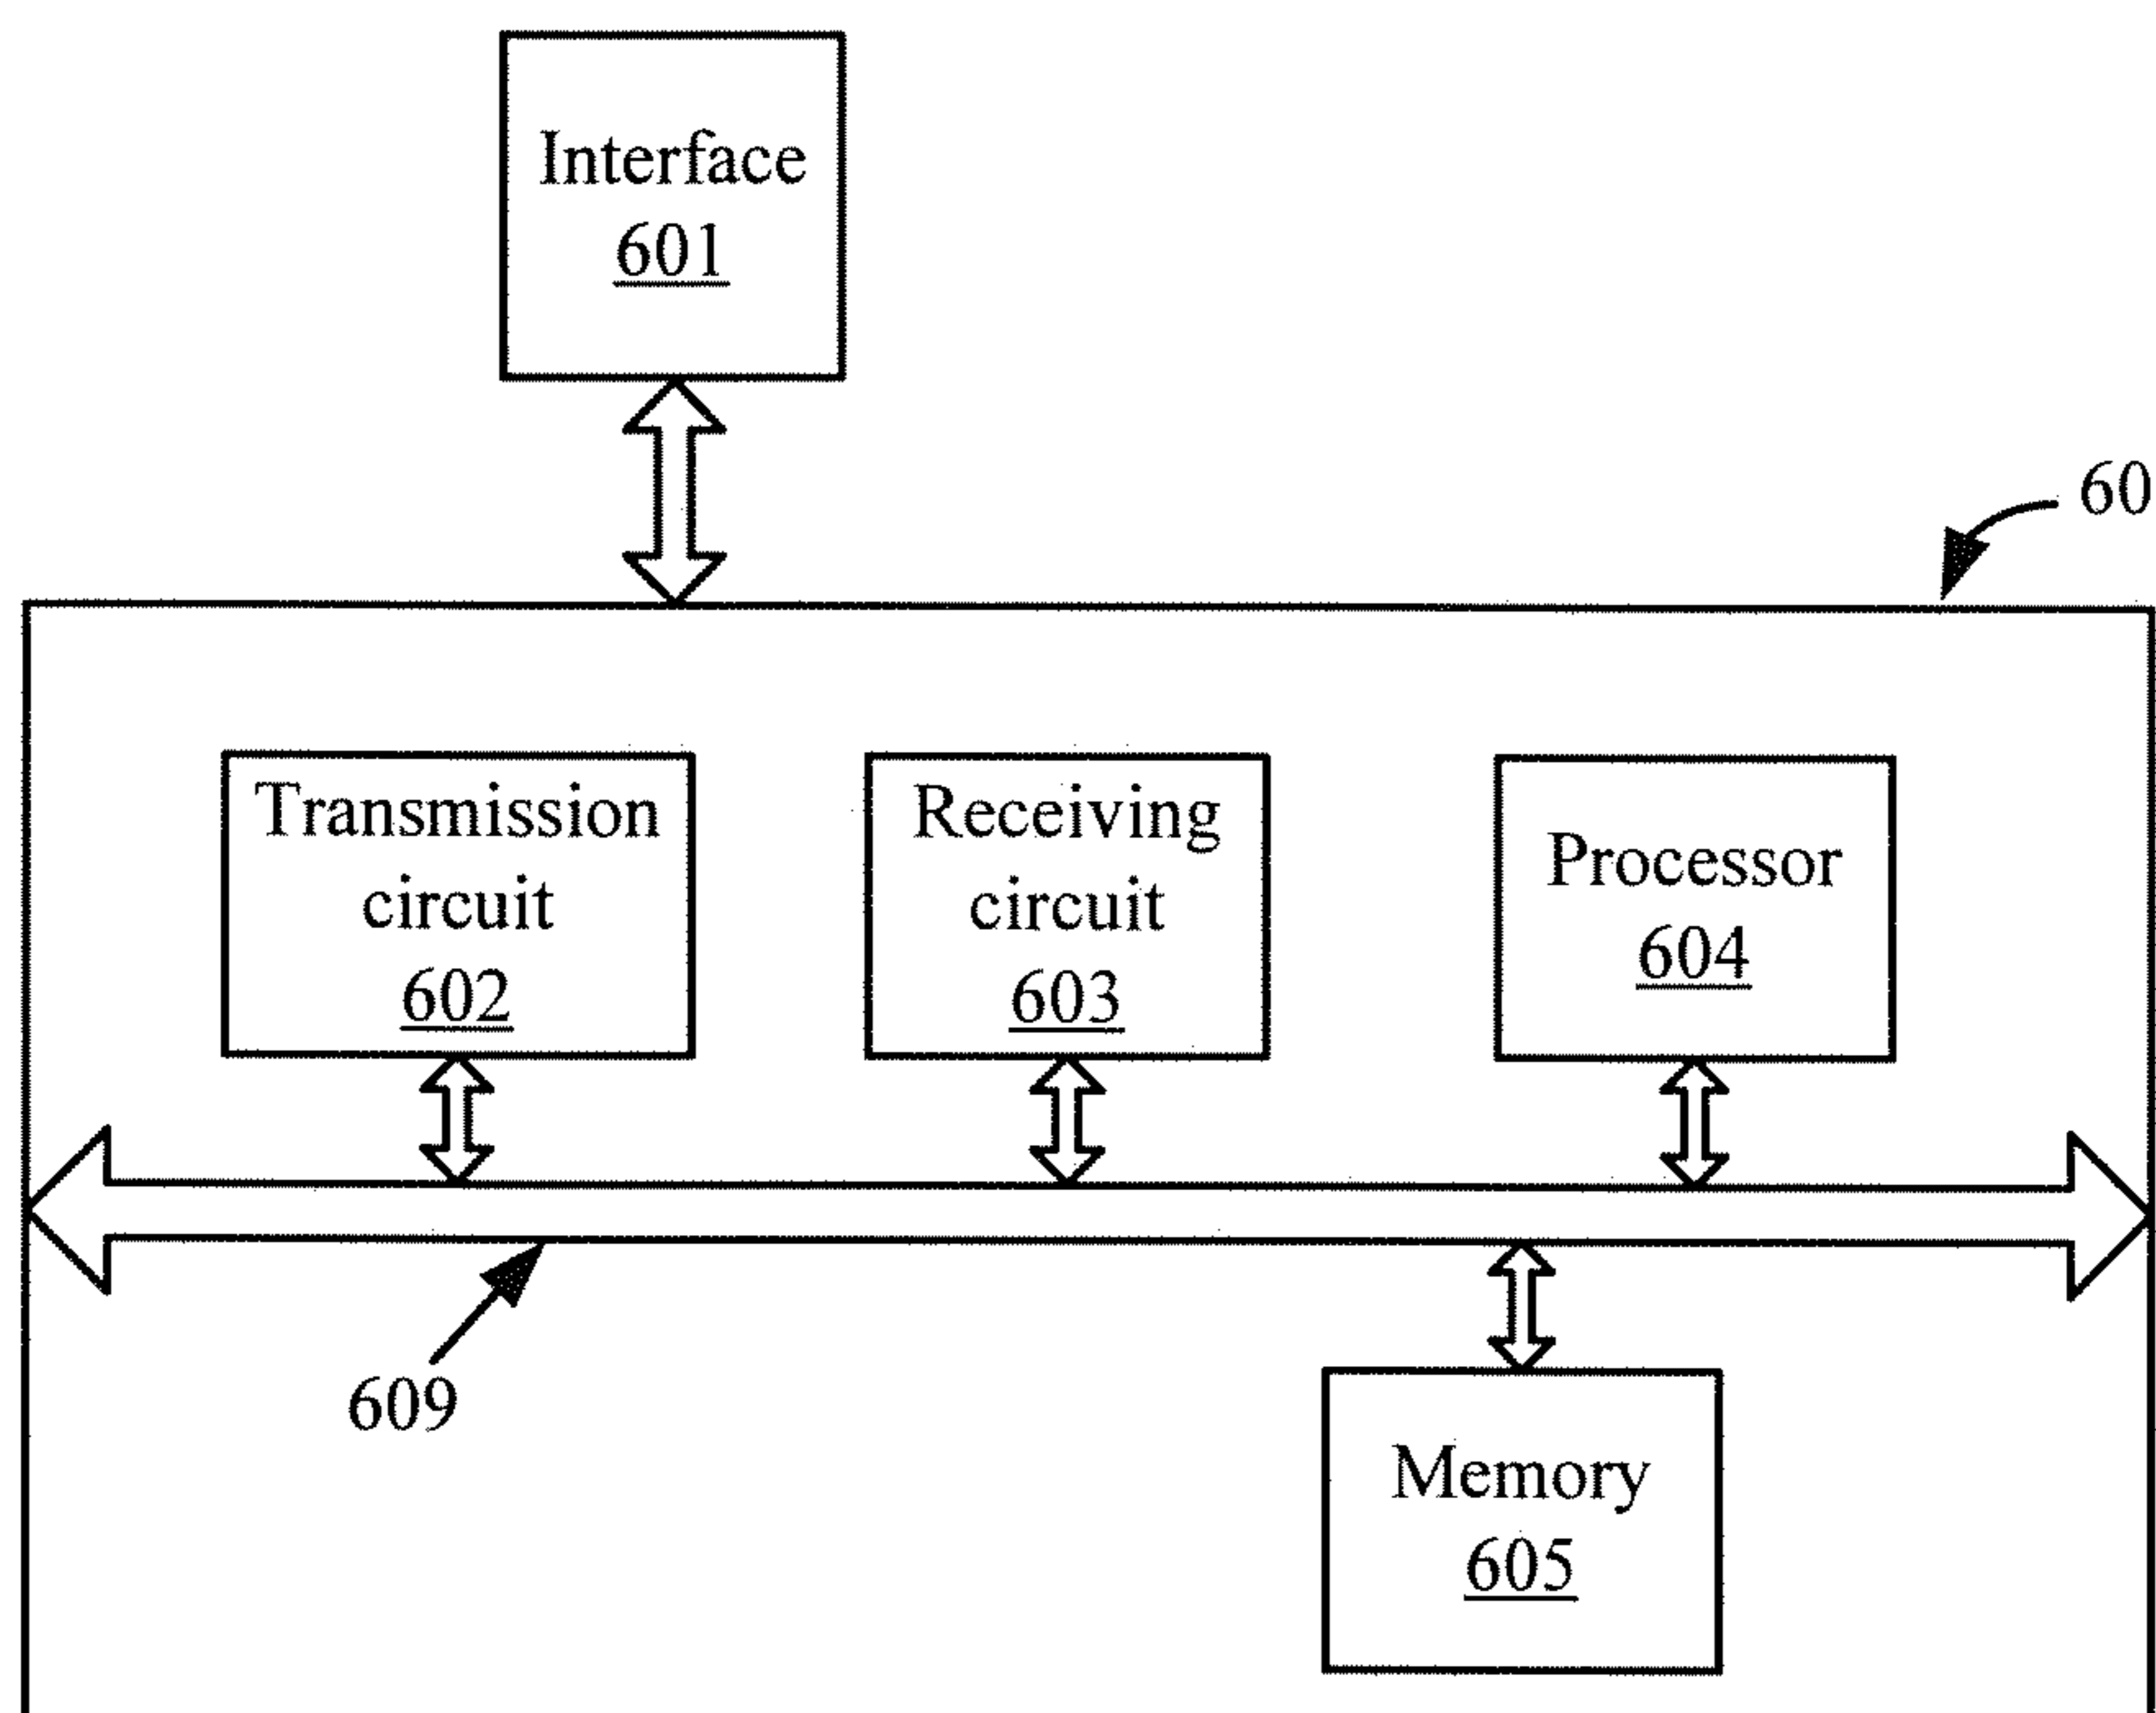 Interface
601
60
Transmission
circuit
602
Receiving
circuit
603
Processor
604
609
Memory
605